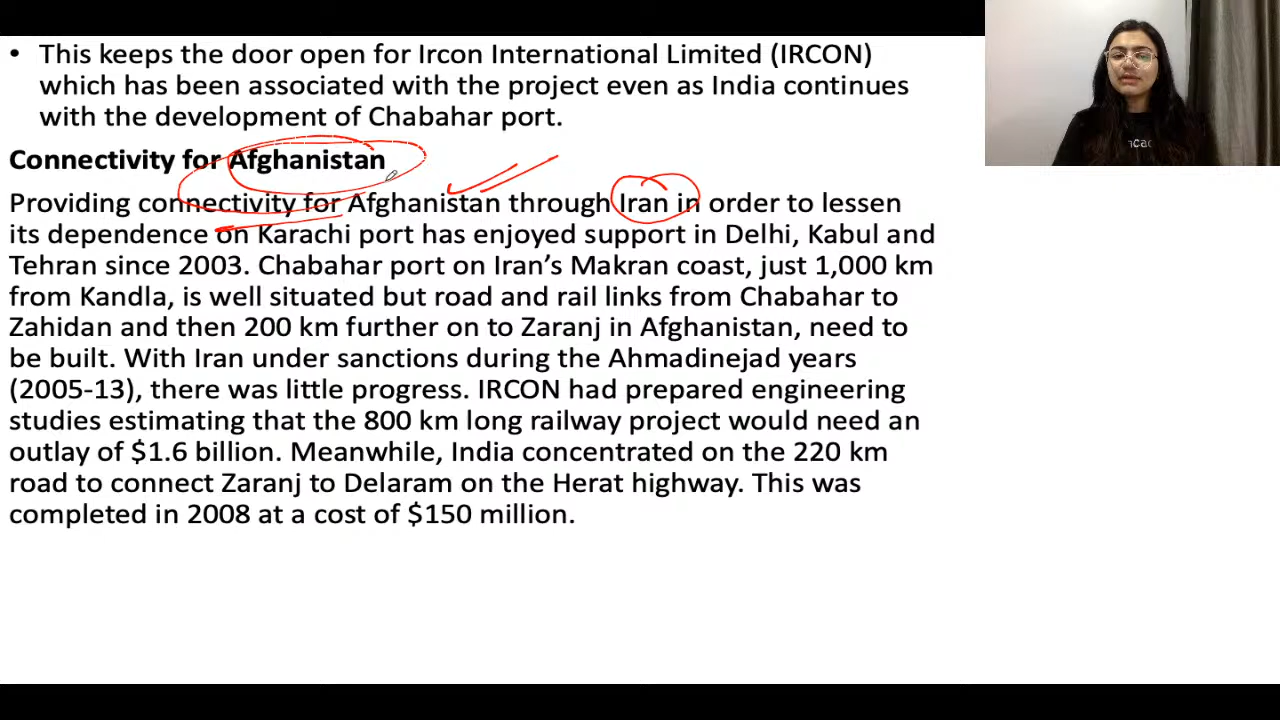 • This keeps the door open for Ircon International Limited (IRCON)
which has been associated with the project even as India continues
with the development of Chabahar port.
Connectivity for Afghanistan
Providing connectivity for Afghanistan through Iran in order to lessen
its dependence on Karachi port has enjoyed support in Delhi, Kabul and
Tehran since 2003. Chabahar port on Iran’s Makran coast, just 1,000 km
from Kandla, is well situated but road and rail links from Chabahar to
Zahidan and then 200 km further on to Zaranj in Afghanistan, need to
be built. With Iran under sanctions during the Ahmadinejad years
(2005-13), there was little progress. IRCON had prepared engineering
studies estimating that the 800 km long railway project would need an
outlay of $1.6 billion. Meanwhile, India concentrated on the 220 km
road to connect Zaranj to Delaram on the Herat highway. This was
completed in 2008 at a cost of $150 million.